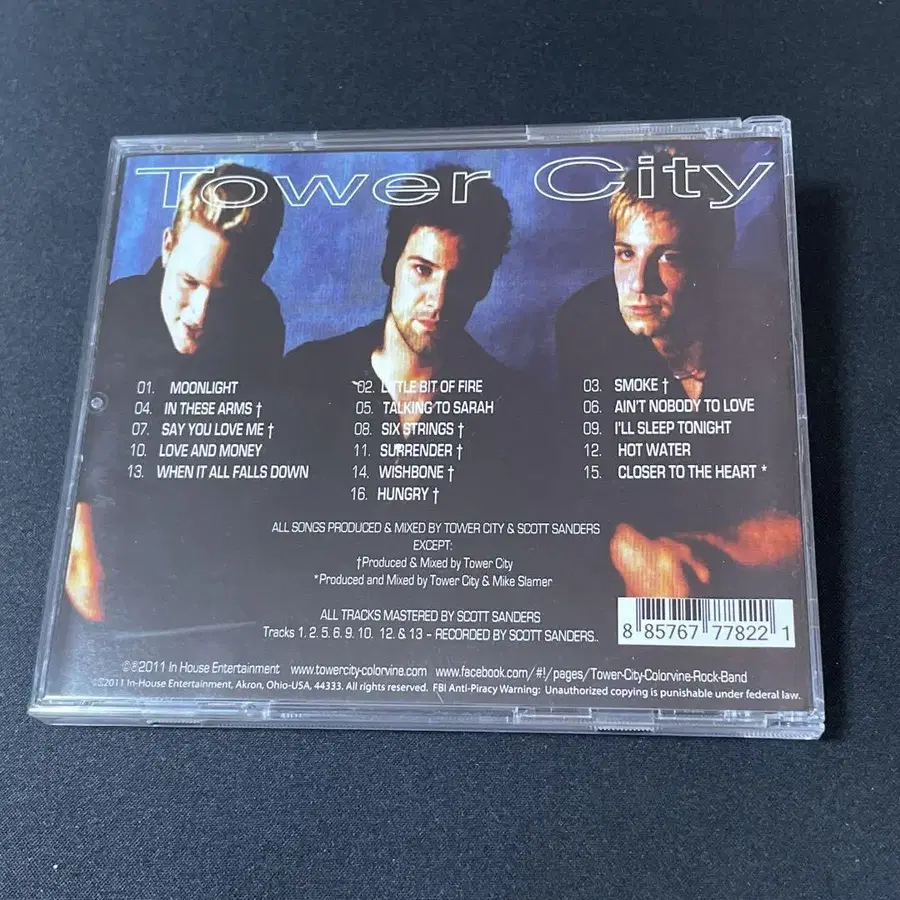 Tower City
01. MOONLIGHT 02. LITTLE BIT OF FIRE 03. SMOKE †
04. IN THESE ARMS † 05. TALKING TO SARAH 06. AIN'T NOBODY TO LOVE
07. SAY YOU LOVE ME † 08. SIX STRINGS † 09. I'LL SLEEP TONIGHT
10. LOVE AND MONEY 11. SURRENDER † 12. HOT WATER
13. WHEN IT ALL FALLS DOWN 14. WISHBONE † 15. CLOSER TO THE HEART *
16. HUNGRY †
ALL SONGS PRODUCED & MIXED BY TOWER CITY & SCOTT SANDERS
EXCEPT:
†Produced & Mixed by Tower City
*Produced and Mixed by Tower City & Mike Slamer
ALL TRACKS MASTERED BY SCOTT SANDERS
Tracks 1. 2. 5. 6. 9. 10. 12. & 13 – RECORDED BY SCOTT SANDERS..
8 85767 77822 1
©℗2011 In House Entertainment www.towercity-colorvine.com www.facebook.com/#!/pages/Tower-City-Colorvine-Rock-Band
©℗2011 In-House Entertainment, Akron, Ohio-USA, 44333. All rights reserved. FBI Anti-Piracy Warning: Unauthorized copying is punishable under federal law.